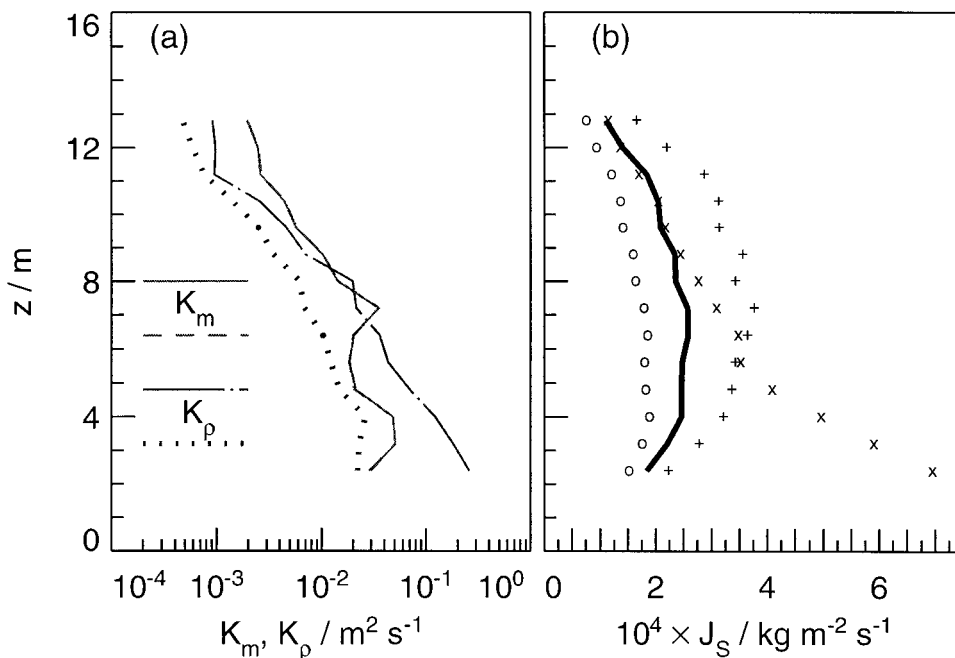 (a)
(b)
16
12
8
4
0
z / m
K_m
K_ρ
10^-4 10^-3 10^-2 10^-1 10^0
K_m, K_ρ / m^2 s^-1
0 2 4 6
10^4 × J_S / kg m^-2 s^-1